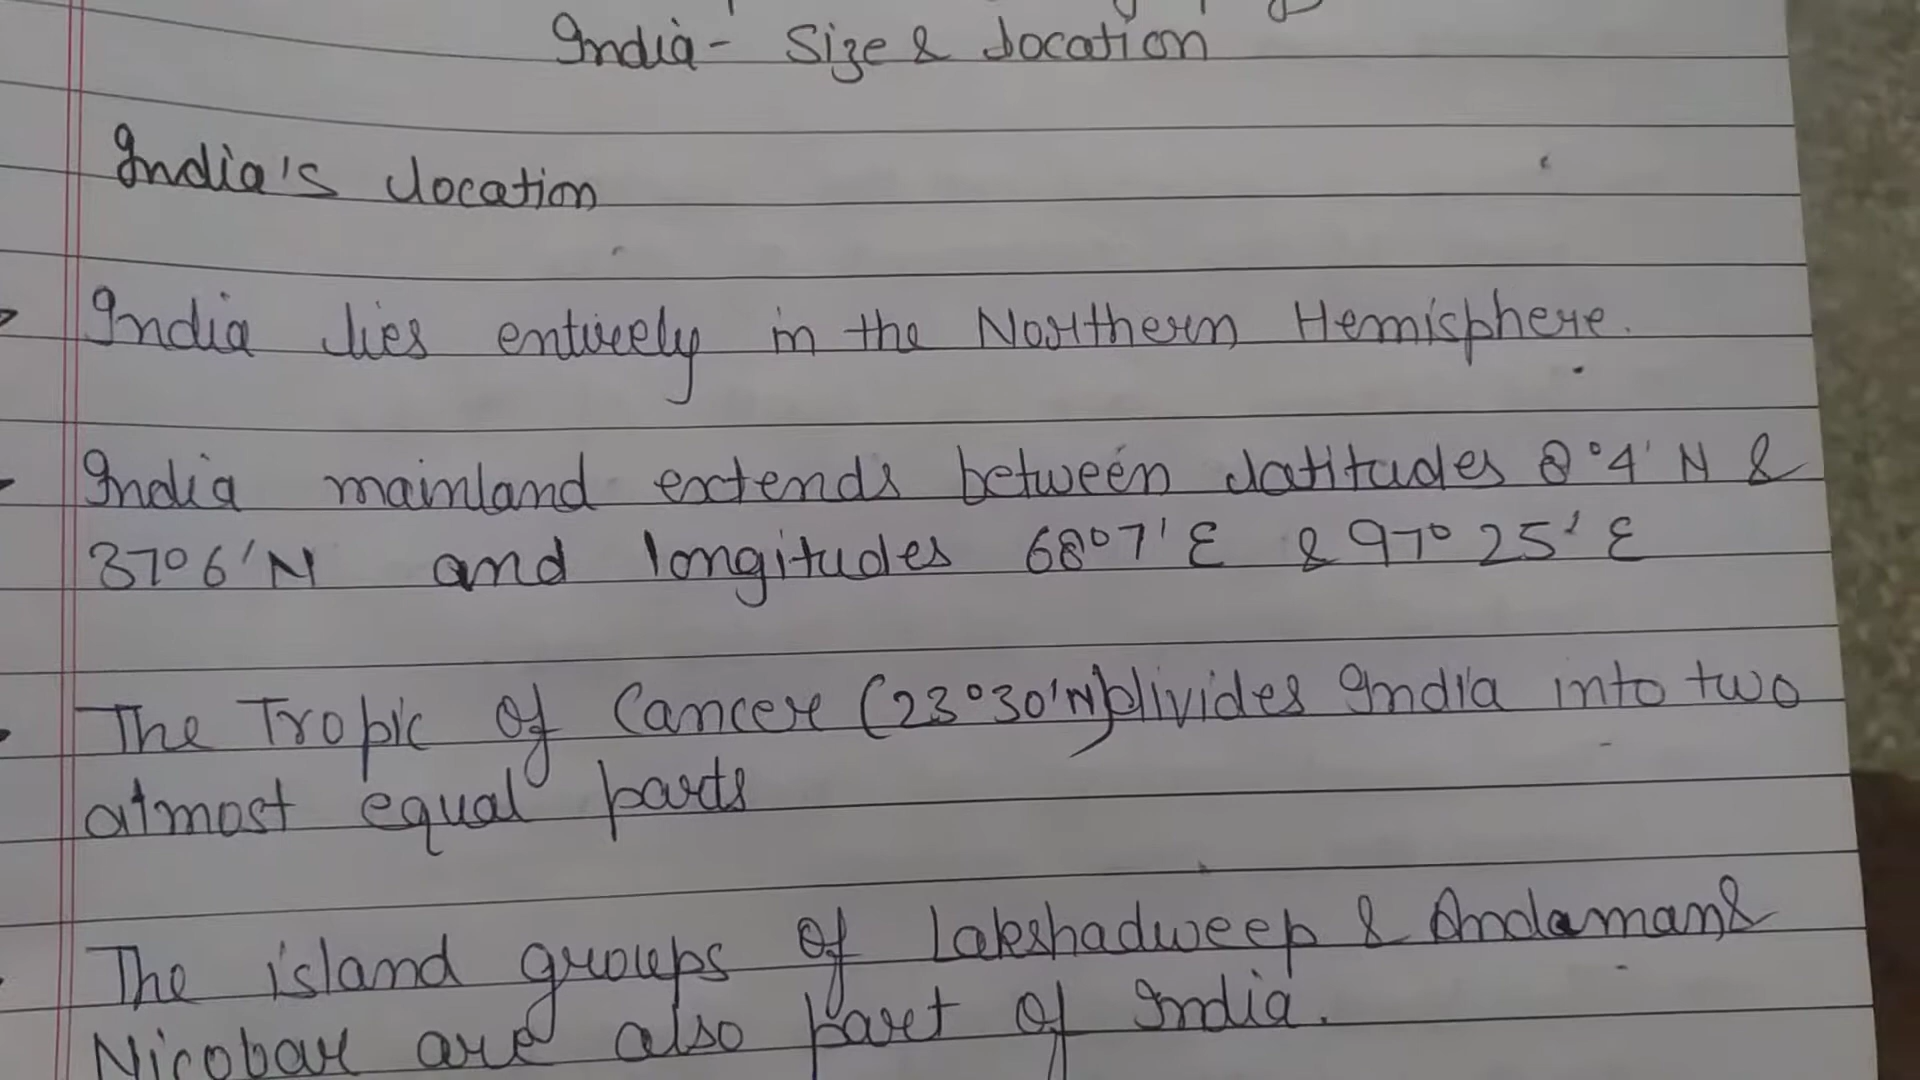 India - Size & Location
India's Location
India lies entirely in the Northern Hemisphere.
India mainland extends between latitudes 8°4' N &
37°6'N and longitudes 68°7'E & 97°25'E
The Tropic of Cancer (23°30'N) divides India into two
almost equal parts
The island groups of Lakshadweep & Andaman &
Nicobar are also part of India.